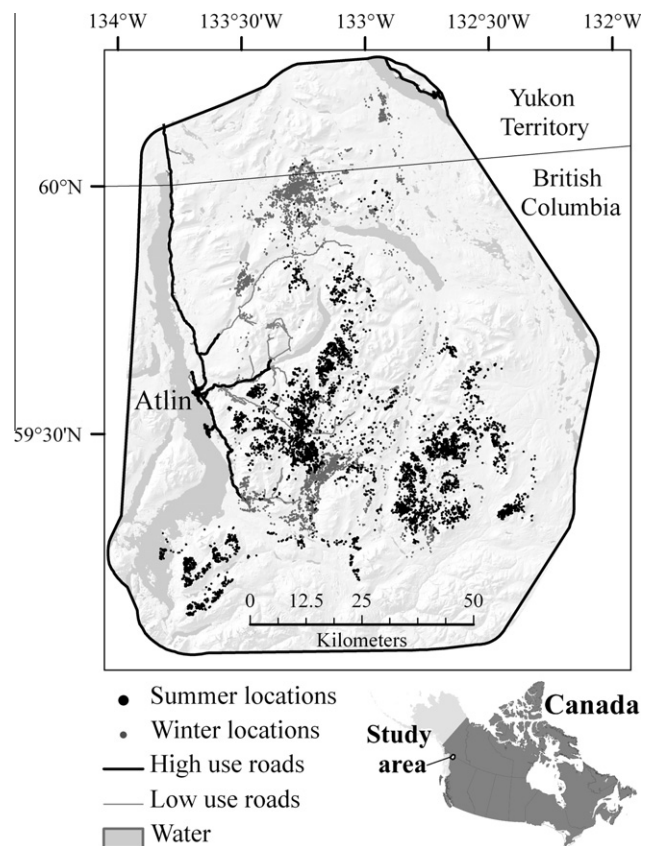 134°W 133°30'W 133°W 132°30'W 132°W
Yukon
Territory
60°N
British
Columbia
Atlin
59°30'N
0 12.5 25 50
Kilometers
Summer locations
Winter locations
High use roads
Low use roads
Water
Canada
Study
area